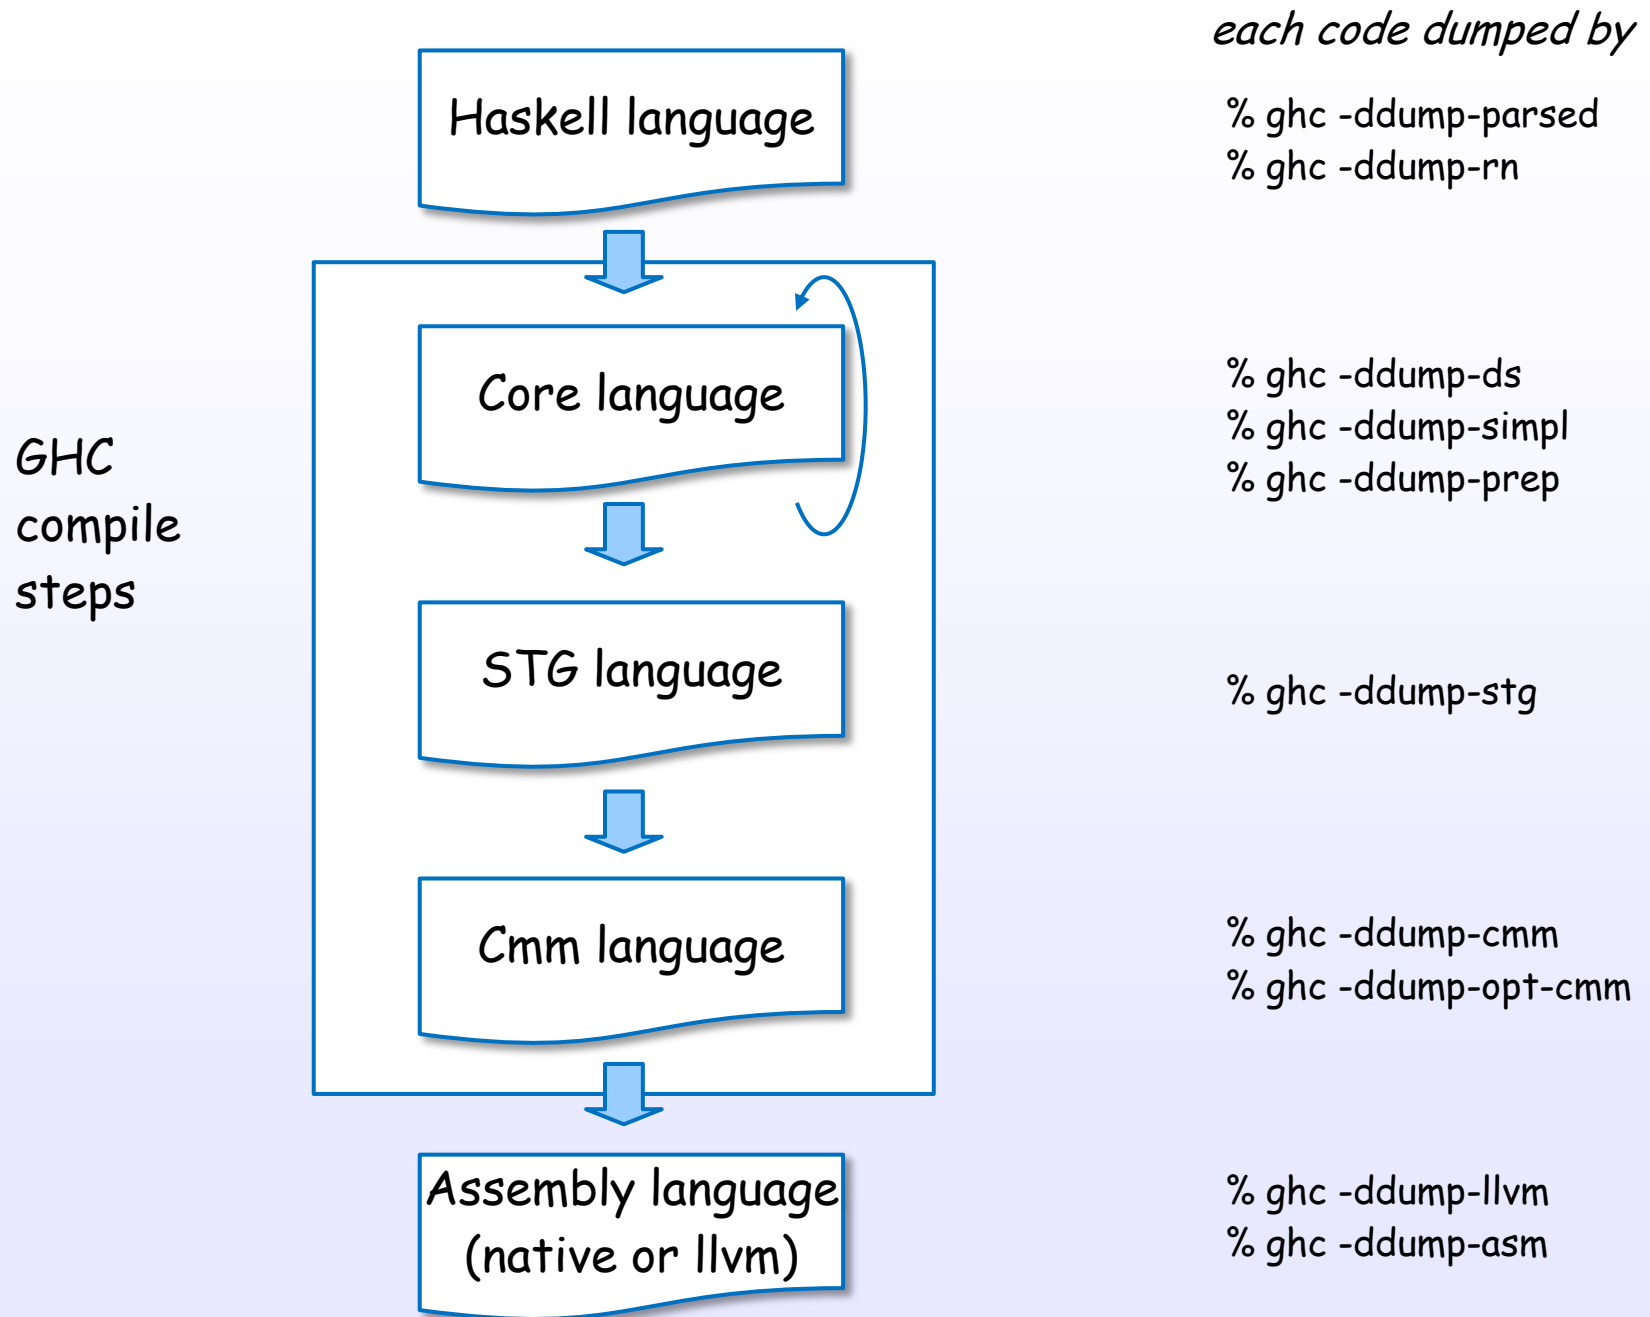 each code dumped by
Haskell language
% ghc -ddump-parsed
% ghc -ddump-rn
GHC
compile
steps
Core language
% ghc -ddump-ds
% ghc -ddump-simpl
% ghc -ddump-prep
STG language
% ghc -ddump-stg
Cmm language
% ghc -ddump-cmm
% ghc -ddump-opt-cmm
Assembly language
(native or llvm)
% ghc -ddump-llvm
% ghc -ddump-asm